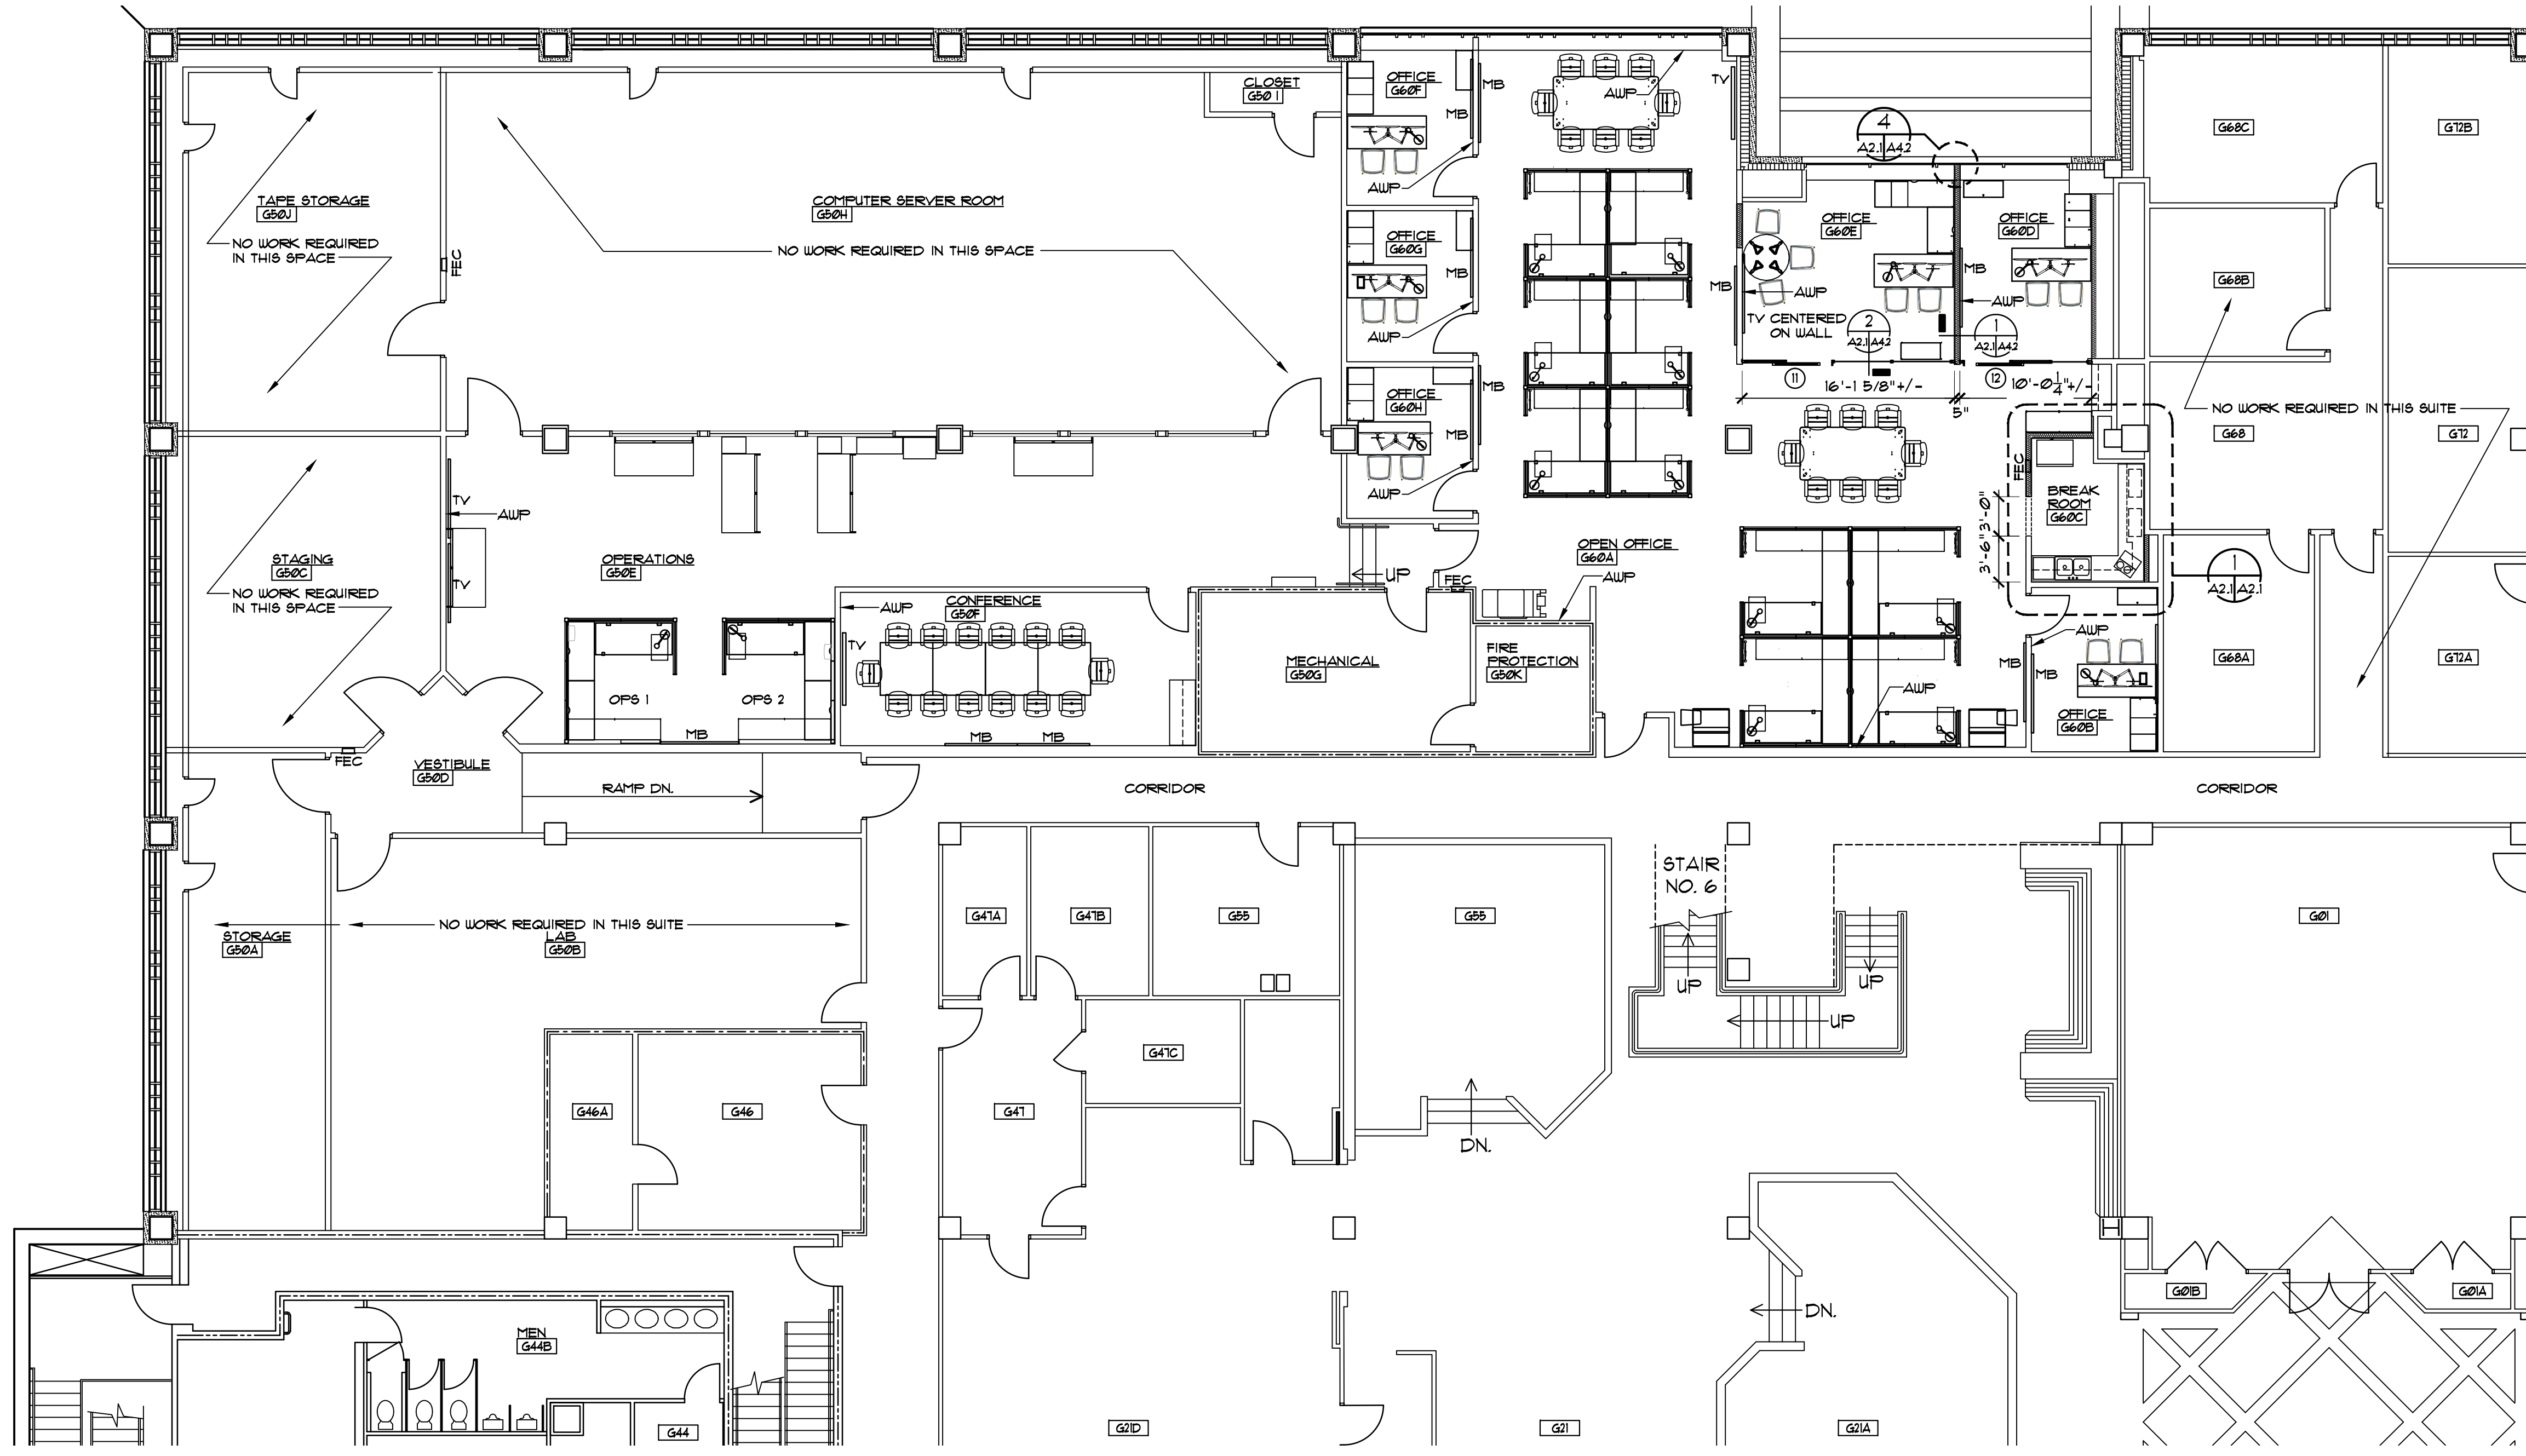 CLOSET
G50 I
OFFICE
G60F
MB
MB
AWP
AWP
TV
4
A2.1 A4.2
G68C
G72B
TAPE STORAGE
G50J
NO WORK REQUIRED
IN THIS SPACE
FEC
COMPUTER SERVER ROOM
G50H
NO WORK REQUIRED IN THIS SPACE
OFFICE
G60G
MB
AWP
OFFICE
G60E
OFFICE
G60D
MB
MB
AWP
AWP
TV CENTERED
ON WALL
2
A2.1 A4.2
1
A2.1 A4.2
G68B
OFFICE
G60H
MB
MB
AWP
11
16'-1 5/8"+/-
12
10'-0 1/4"+/-
5"
NO WORK REQUIRED IN THIS SUITE
G68
G72
TV
AWP
TV
STAGING
G50C
NO WORK REQUIRED
IN THIS SPACE
OPERATIONS
G50E
UP
FEC
OPEN OFFICE
G60A
AWP
FEC
BREAK
ROOM
G60C
3'-0"
3'-6"
1
A2.1 A2.1
AWP
CONFERENCE
G50F
TV
OPS 1
OPS 2
MB
MB
MB
MECHANICAL
G50G
FIRE
PROTECTION
G50K
AWP
AWP
MB
MB
OFFICE
G60B
G68A
G72A
FEC
VESTIBULE
G50D
RAMP DN.
CORRIDOR
CORRIDOR
STAIR
NO. 6
NO WORK REQUIRED IN THIS SUITE
STORAGE
G50A
LAB
G50B
G47A
G47B
G55
G55
G01
UP
UP
UP
G47C
G46A
G46
G47
DN.
G01B
G01A
DN.
MEN
G44B
G44
G21D
G21
G21A